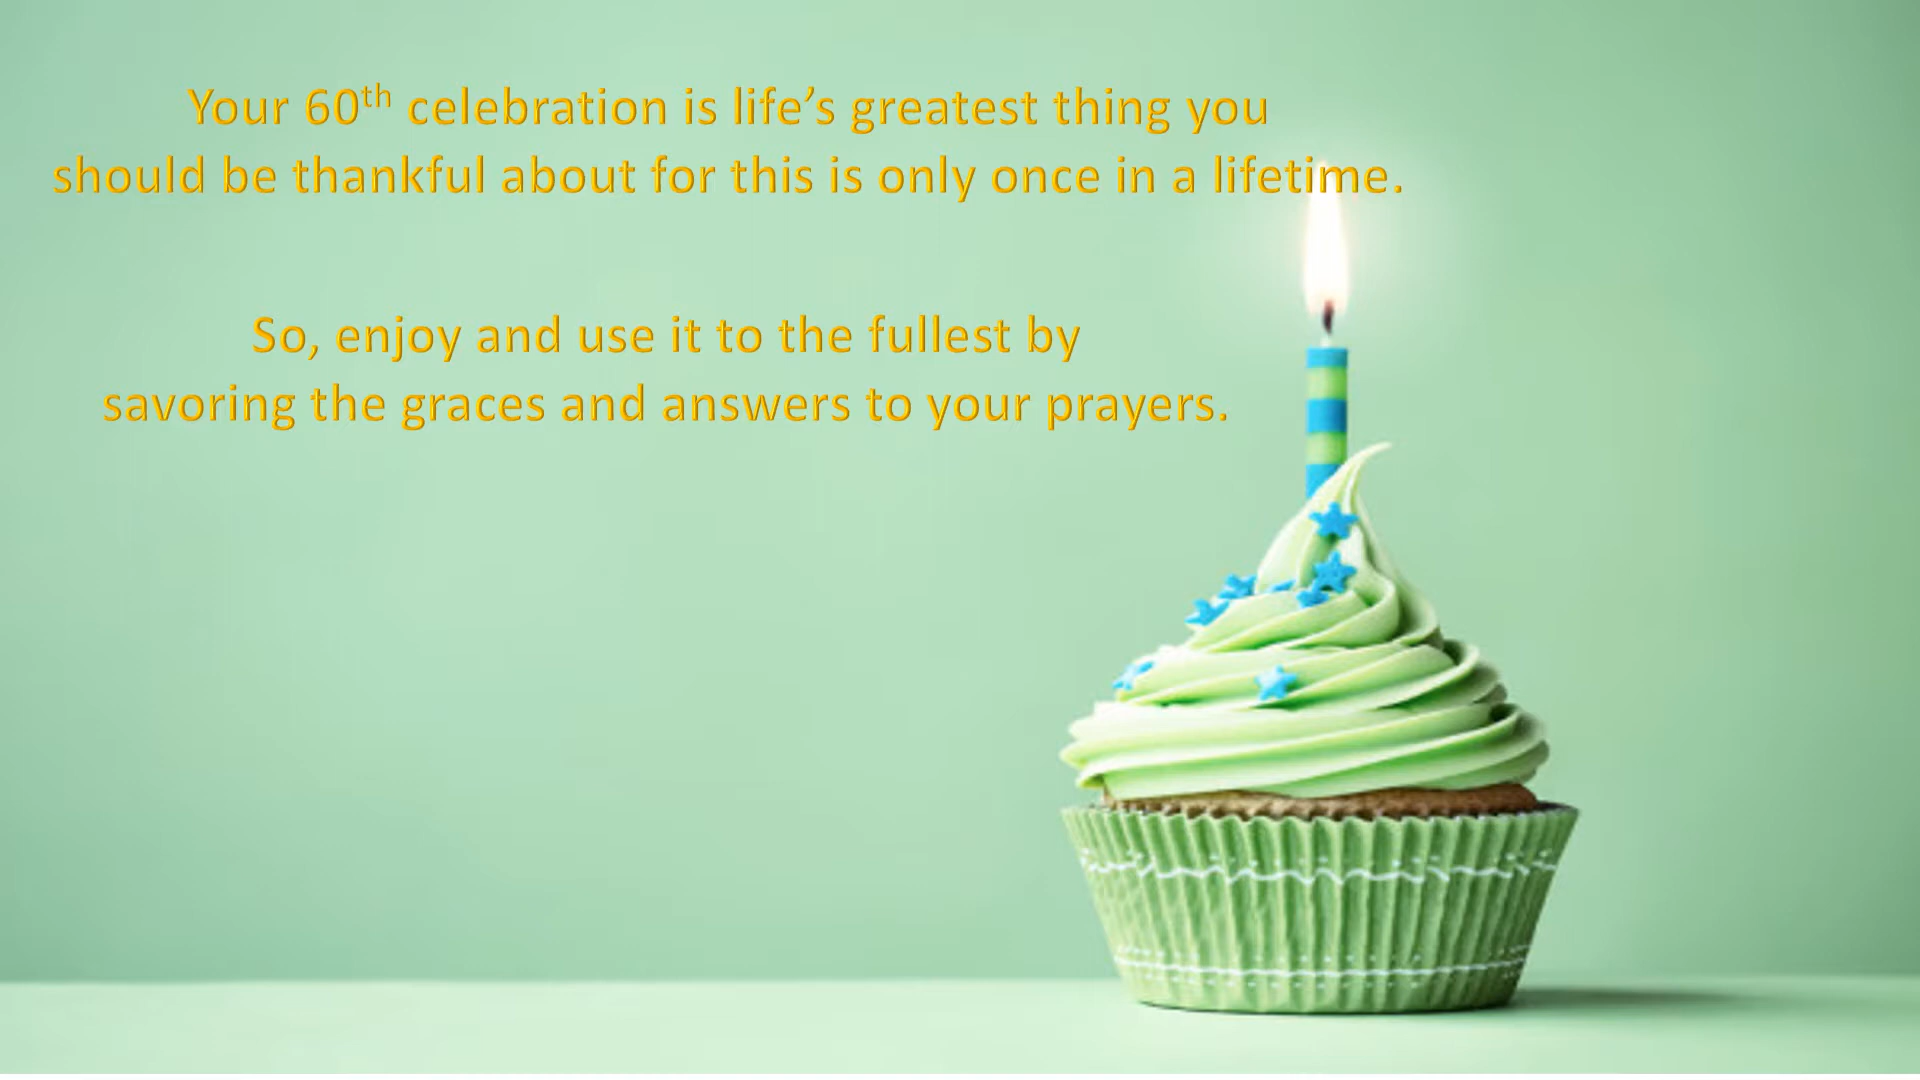 Your 60th celebration is life's greatest thing you
should be thankful about for this is only once in a lifetime.
So, enjoy and use it to the fullest by
savoring the graces and answers to your prayers.